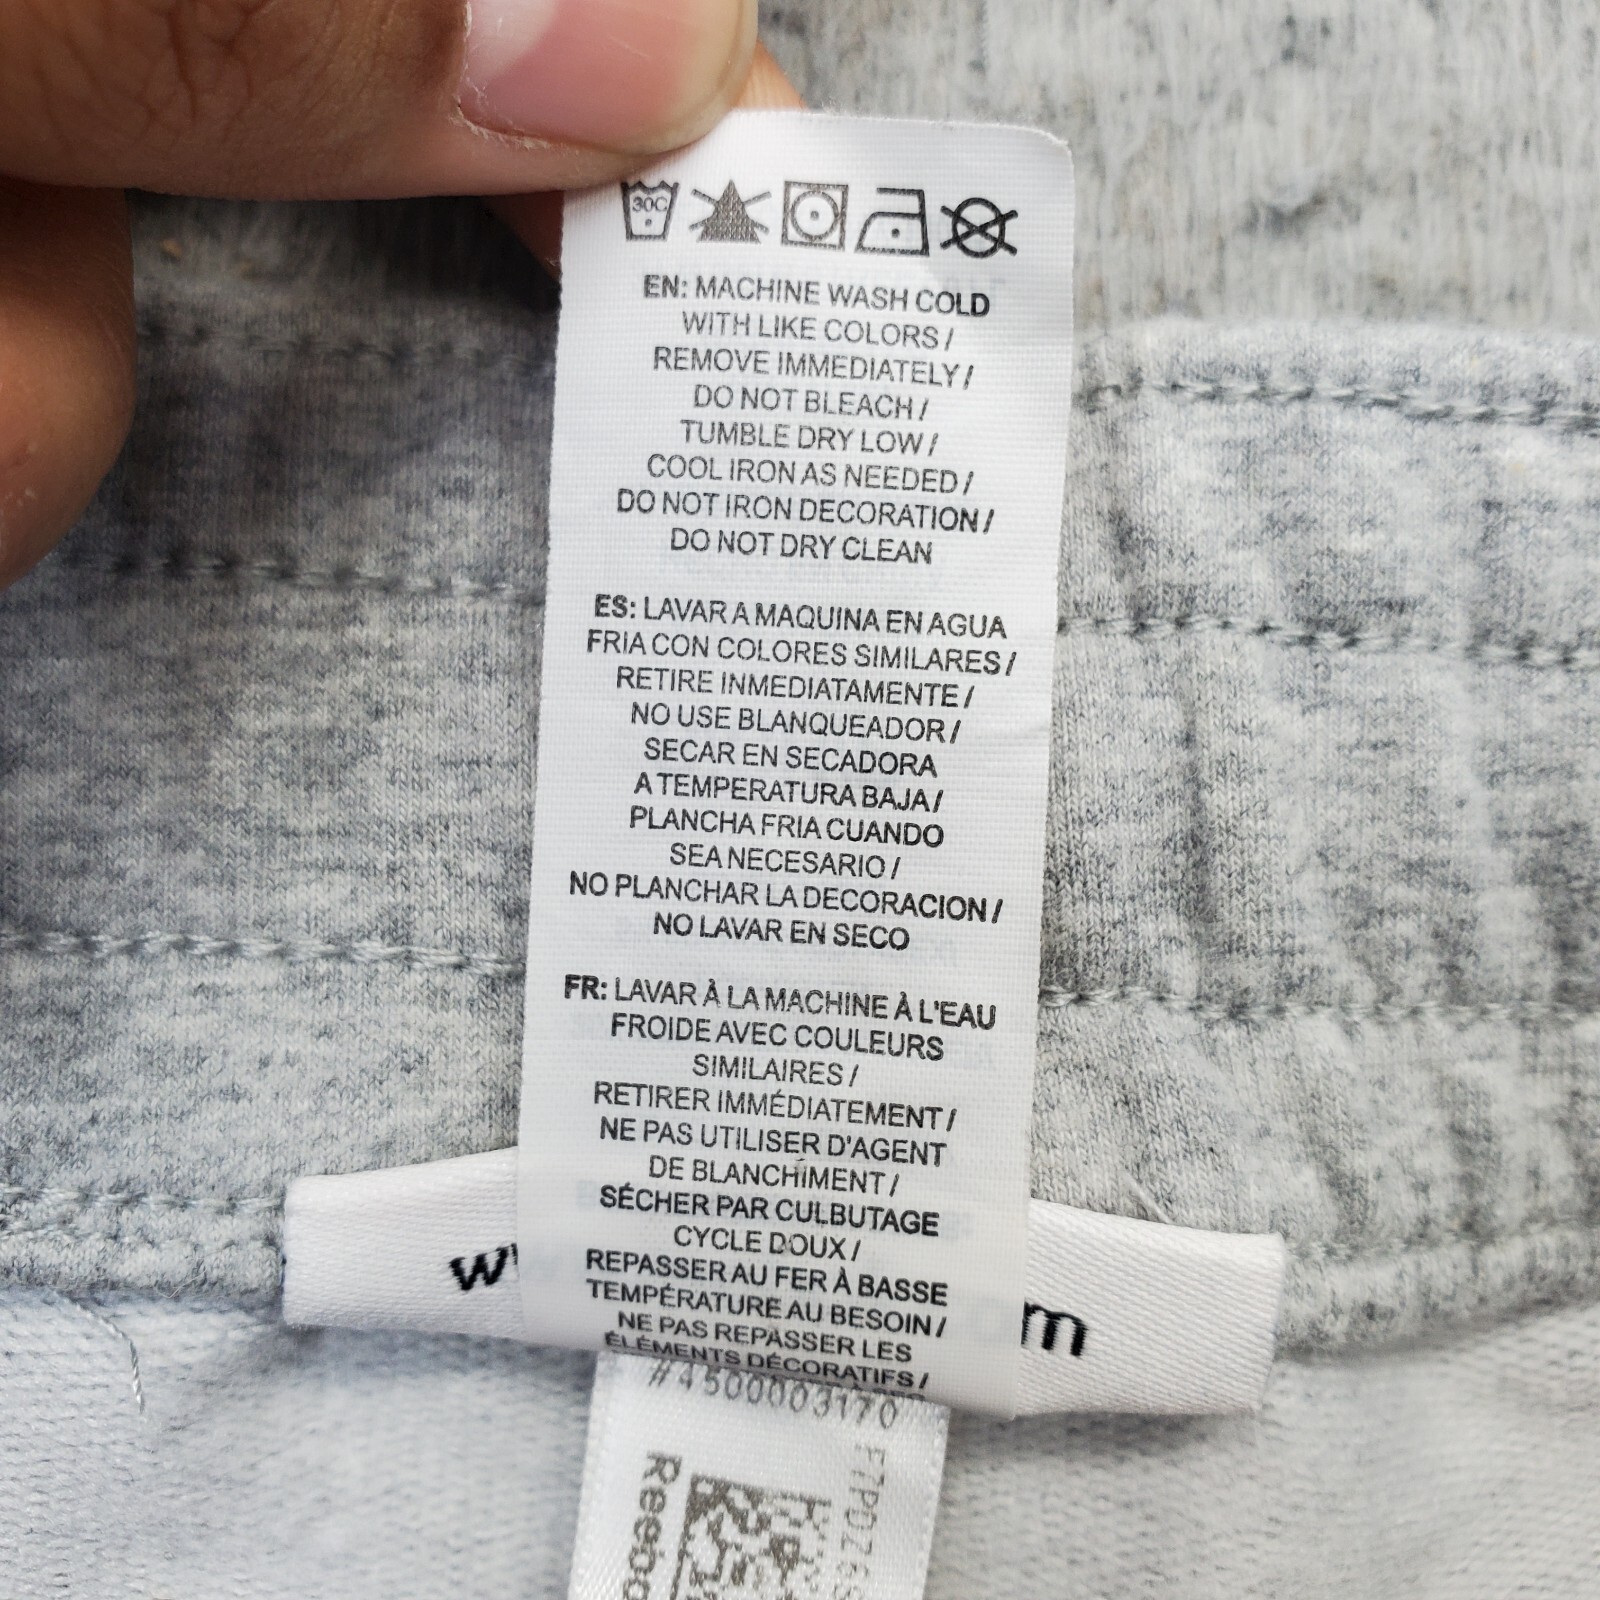 30C
EN: MACHINE WASH COLD
WITH LIKE COLORS /
REMOVE IMMEDIATELY /
DO NOT BLEACH /
TUMBLE DRY LOW /
COOL IRON AS NEEDED /
DO NOT IRON DECORATION /
DO NOT DRY CLEAN
ES: LAVAR A MAQUINA EN AGUA
FRIA CON COLORES SIMILARES /
RETIRE INMEDIATAMENTE /
NO USE BLANQUEADOR /
SECAR EN SECADORA
A TEMPERATURA BAJA /
PLANCHA FRIA CUANDO
SEA NECESARIO /
NO PLANCHAR LA DECORACION /
NO LAVAR EN SECO
FR: LAVAR À LA MACHINE À L'EAU
FROIDE AVEC COULEURS
SIMILAIRES /
RETIRER IMMÉDIATEMENT /
NE PAS UTILISER D'AGENT
DE BLANCHIMENT /
SÉCHER PAR CULBUTAGE
CYCLE DOUX /
REPASSER AU FER À BASSE
TEMPÉRATURE AU BESOIN /
NE PAS REPASSER LES
ÉLÉMENTS DÉCORATIFS /
#4500003170